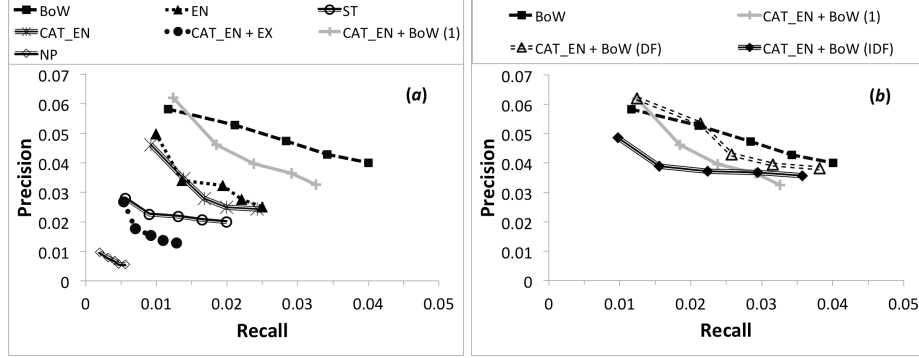 BoW EN ST
CAT_EN CAT_EN + EX CAT_EN + BoW (1)
NP
(a)
Precision
0.07
0.06
0.05
0.04
0.03
0.02
0.01
0
0 0.01 0.02 0.03 0.04 0.05
Recall
BoW CAT_EN + BoW (1)
CAT_EN + BoW (DF) CAT_EN + BoW (IDF)
(b)
Precision
0.07
0.06
0.05
0.04
0.03
0.02
0.01
0
0 0.01 0.02 0.03 0.04 0.05
Recall